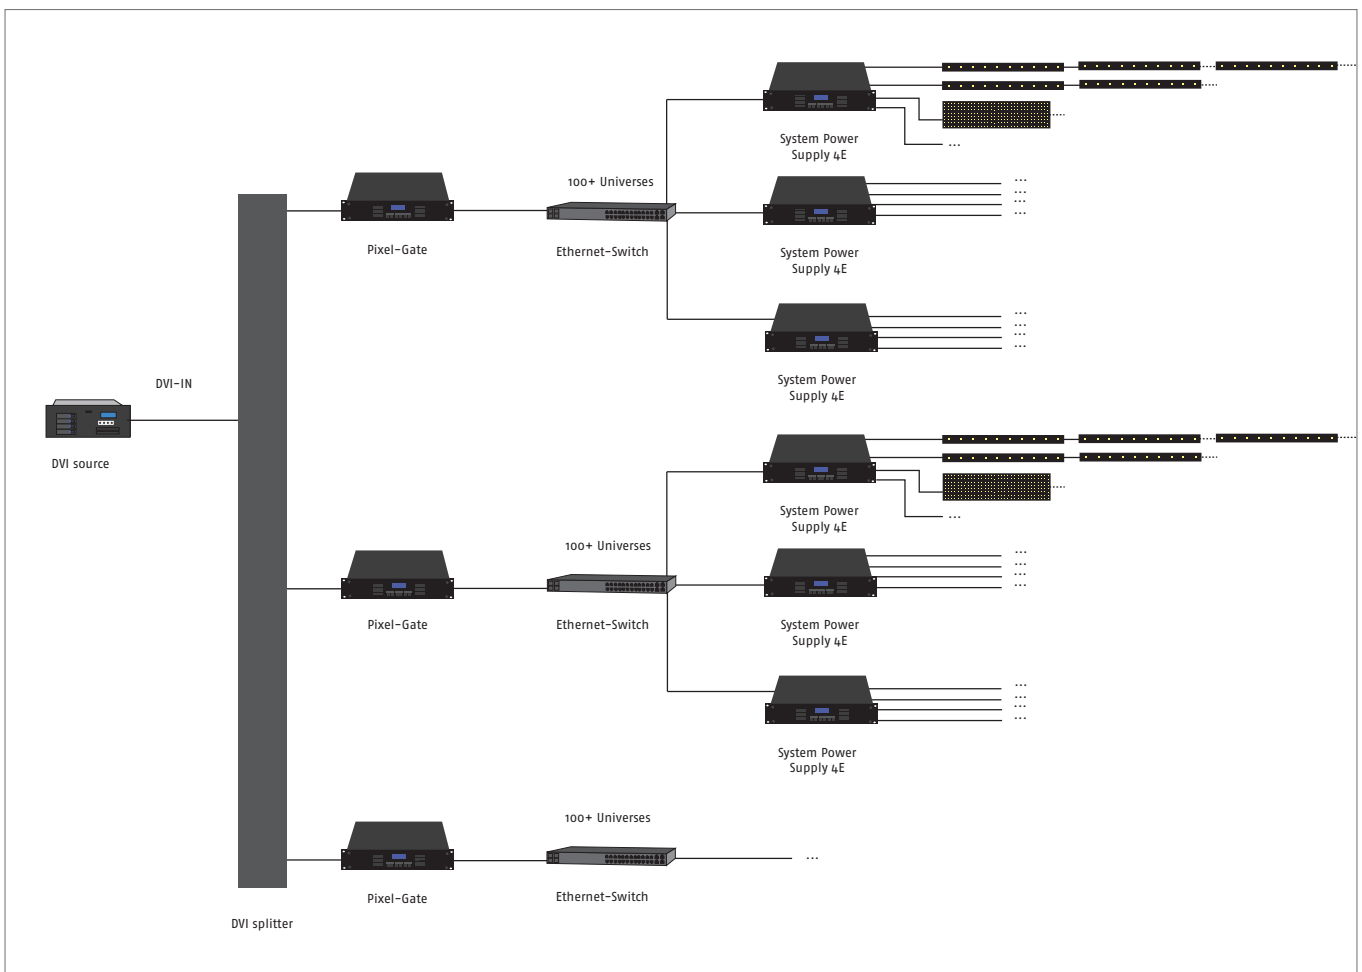 System Power
Supply 4E
...
100+ Universes
...
...
...
...
Pixel-Gate
Ethernet-Switch
System Power
Supply 4E
...
...
...
...
System Power
Supply 4E
DVI-IN
DVI source
System Power
Supply 4E
...
100+ Universes
...
...
...
...
Pixel-Gate
Ethernet-Switch
System Power
Supply 4E
...
...
...
...
System Power
Supply 4E
100+ Universes
...
Pixel-Gate
Ethernet-Switch
DVI splitter